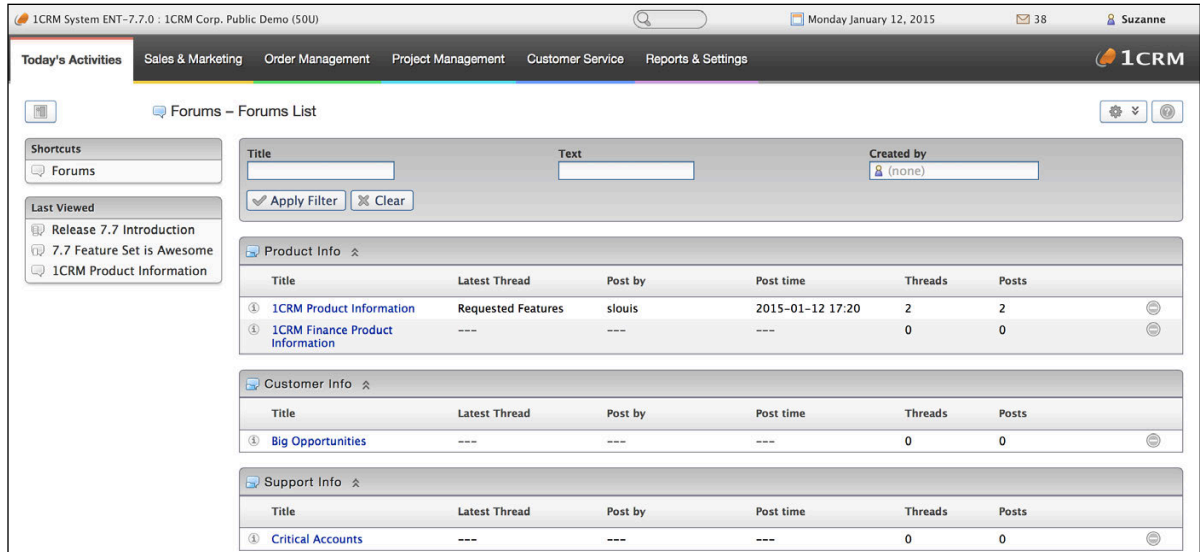 1CRM System ENT-7.7.0 : 1CRM Corp. Public Demo (50U) Monday January 12, 2015 38 Suzanne
Today's Activities Sales & Marketing Order Management Project Management Customer Service Reports & Settings 1CRM
Forums – Forums List
Shortcuts
Forums
Last Viewed
Release 7.7 Introduction
7.7 Feature Set is Awesome
1CRM Product Information
Title Text Created by
(none)
Apply Filter Clear
Product Info
Title Latest Thread Post by Post time Threads Posts
1CRM Product Information Requested Features slouis 2015-01-12 17:20 2 2
1CRM Finance Product --- --- --- 0 0
Information
Customer Info
Title Latest Thread Post by Post time Threads Posts
Big Opportunities --- --- --- 0 0
Support Info
Title Latest Thread Post by Post time Threads Posts
Critical Accounts --- --- --- 0 0